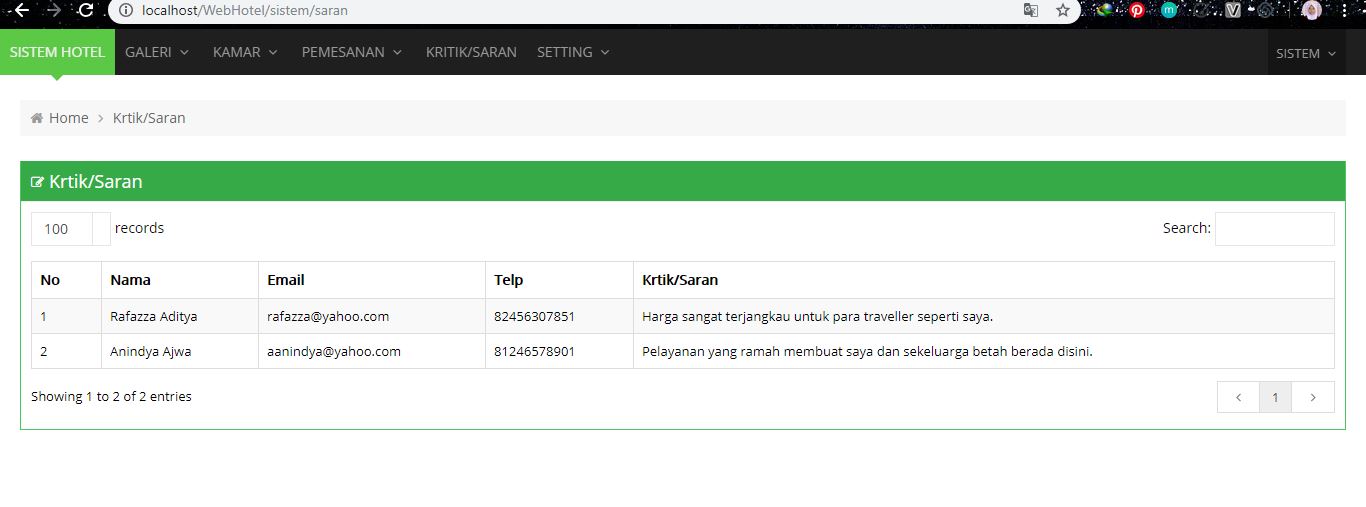 localhost/WebHotel/sistem/saran
SISTEM HOTEL GALERI KAMAR PEMESANAN KRITIK/SARAN SETTING SISTEM
Home > Krtik/Saran
Krtik/Saran
100 records Search:
No Nama Email Telp Krtik/Saran
1 Rafazza Aditya rafazza@yahoo.com 82456307851 Harga sangat terjangkau untuk para traveller seperti saya.
2 Anindya Ajwa aanindya@yahoo.com 81246578901 Pelayanan yang ramah membuat saya dan sekeluarga betah berada disini.
Showing 1 to 2 of 2 entries < 1 >